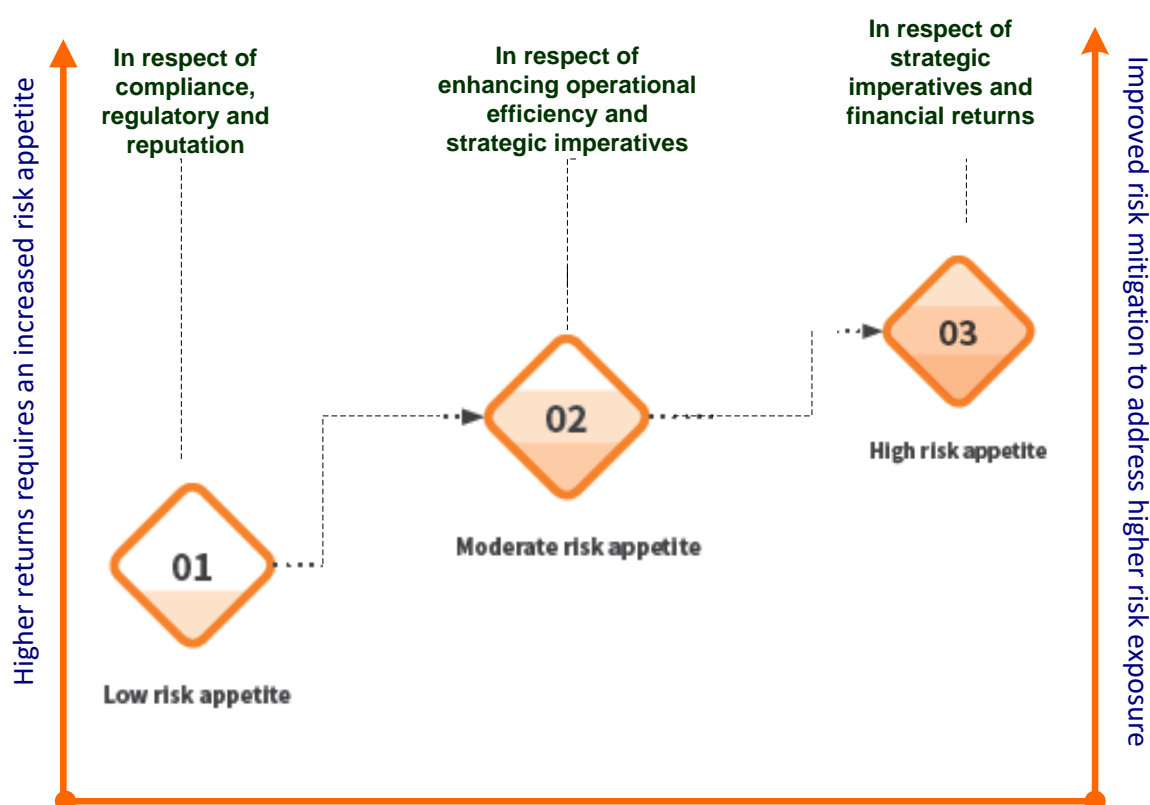 Higher returns requires an increased risk appetite
In respect of
compliance,
regulatory and
reputation
In respect of
enhancing operational
efficiency and
strategic imperatives
In respect of
strategic
imperatives and
financial returns
Improved risk mitigation to address higher risk exposure
01
Low risk appetite
02
Moderate risk appetite
03
High risk appetite